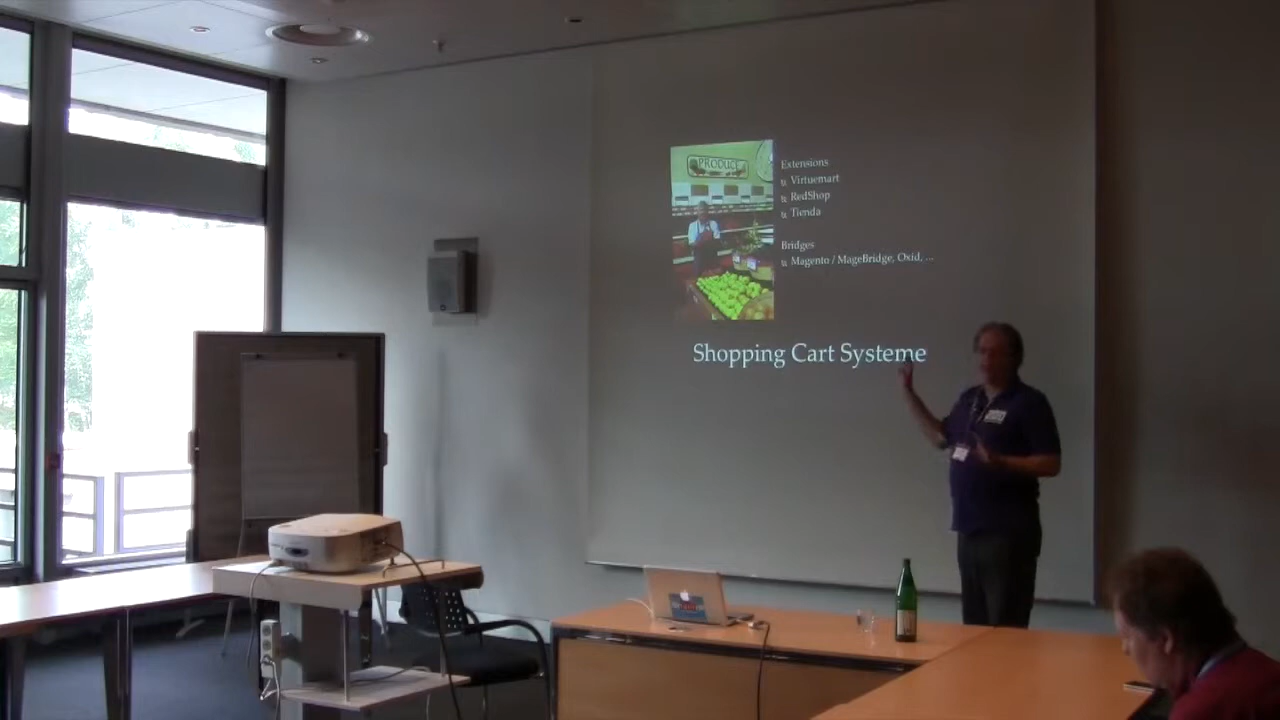 PRODUCE
Extensions
Virtuemart
RedShop
Tienda
Bridges
Magento / MageBridge, Oxid, ...
Shopping Cart Systeme